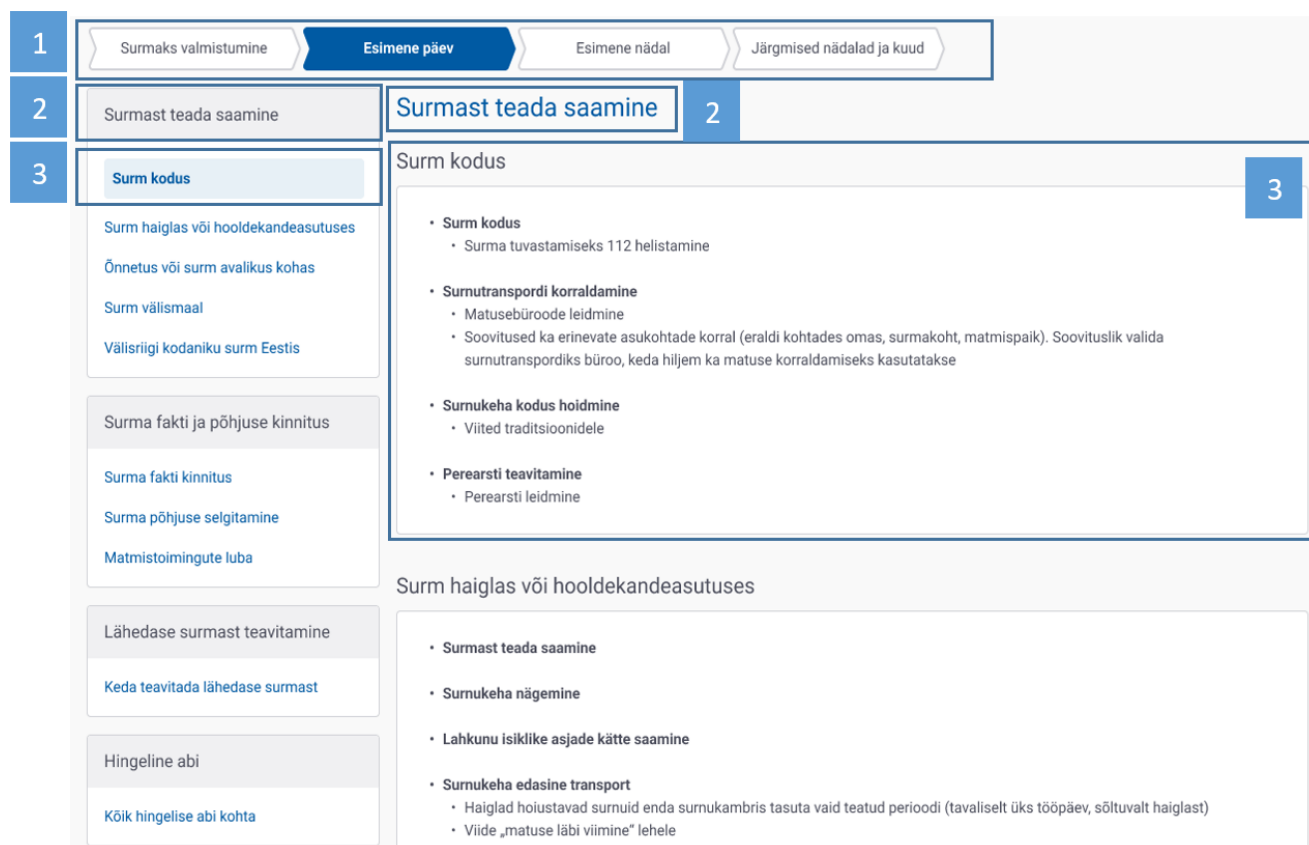 1
Surmaks valmistumine
Esimene päev
Esimene nädal
Järgmised nädalad ja kuud
2
Surmast teada saamine
3
Surm kodus
Surm haiglas või hooldekandeasutuses
Õnnetus või surm avalikus kohas
Surm välismaal
Välisriigi kodaniku surm Eestis
Surma fakti ja põhjuse kinnitus
Surma fakti kinnitus
Surma põhjuse selgitamine
Matmistoimingute luba
Lähedase surmast teavitamine
Keda teavitada lähedase surmast
Hingeline abi
Kõik hingelise abi kohta
Surmast teada saamine
2
Surm kodus
3
• Surm kodus
• Surma tuvastamiseks 112 helistamine
• Surnutranspordi korraldamine
• Matusebüroode leidmine
• Soovitused ka erinevate asukohtade korral (eraldi kohtades omas, surmakoht, matmispaik). Soovituslik valida
surnutranspordiks büroo, keda hiljem ka matuse korraldamiseks kasutatakse
• Surnukeha kodus hoidmine
• Viited traditsioonidele
• Perearsti teavitamine
• Perearsti leidmine
Surm haiglas või hooldekandeasutuses
• Surmast teada saamine
• Surnukeha nägemine
• Lahkunu isiklike asjade kätte saamine
• Surnukeha edasine transport
• Haiglad hoiustavad surnuid enda surnukambris tasuta vaid teatud perioodi (tavaliselt üks tööpäev, sõltuvalt haiglast)
• Viide „matuse läbi viimine“ lehele